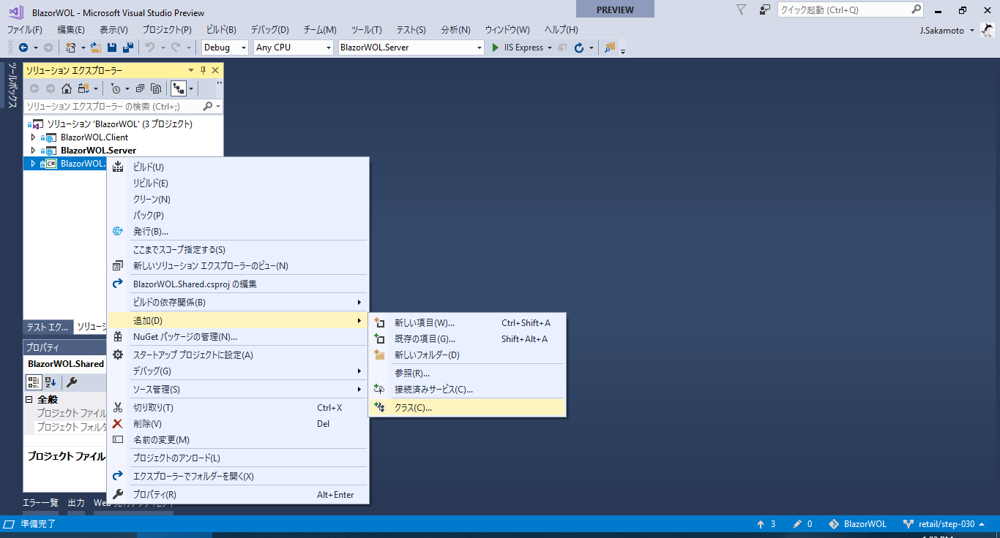 BlazorWOL - Microsoft Visual Studio Preview
PREVIEW
クイック起動 (Ctrl+Q)
ファイル(F) 編集(E) 表示(V) プロジェクト(P) ビルド(B) デバッグ(D) チーム(M) ツール(T) テスト(S) 分析(N) ウィンドウ(W) ヘルプ(H)
J.Sakamoto
Debug Any CPU BlazorWOL.Server IIS Express
ツールボックス
ソリューション エクスプローラー
ソリューション エクスプローラー の検索 (Ctrl+;)
ソリューション 'BlazorWOL' (3 プロジェクト)
BlazorWOL.Client
BlazorWOL.Server
BlazorWOL.
ビルド(U)
リビルド(E)
クリーン(N)
パック(P)
発行(B)...
ここまでスコープ指定する(S)
新しいソリューション エクスプローラーのビュー(N)
BlazorWOL.Shared.csproj の編集
ビルドの依存関係(B)
追加(D)
NuGet パッケージの管理(N)...
スタートアップ プロジェクトに設定(A)
デバッグ(G)
ソース管理(S)
切り取り(T) Ctrl+X
削除(V) Del
名前の変更(M)
プロジェクトのアンロード(L)
エクスプローラーでフォルダーを開く(X)
プロパティ(R) Alt+Enter
新しい項目(W)... Ctrl+Shift+A
既存の項目(G)... Shift+Alt+A
新しいフォルダー(D)
参照(R)...
接続済みサービス(C)...
クラス(C)...
テスト エク... ソリューシ
プロパティ
BlazorWOL.Shared
全般
プロジェクト ファイル
プロジェクト フォルダ
プロジェクト ファイル
エラー一覧 出力 Web
準備完了
3 0 BlazorWOL retail/step-030